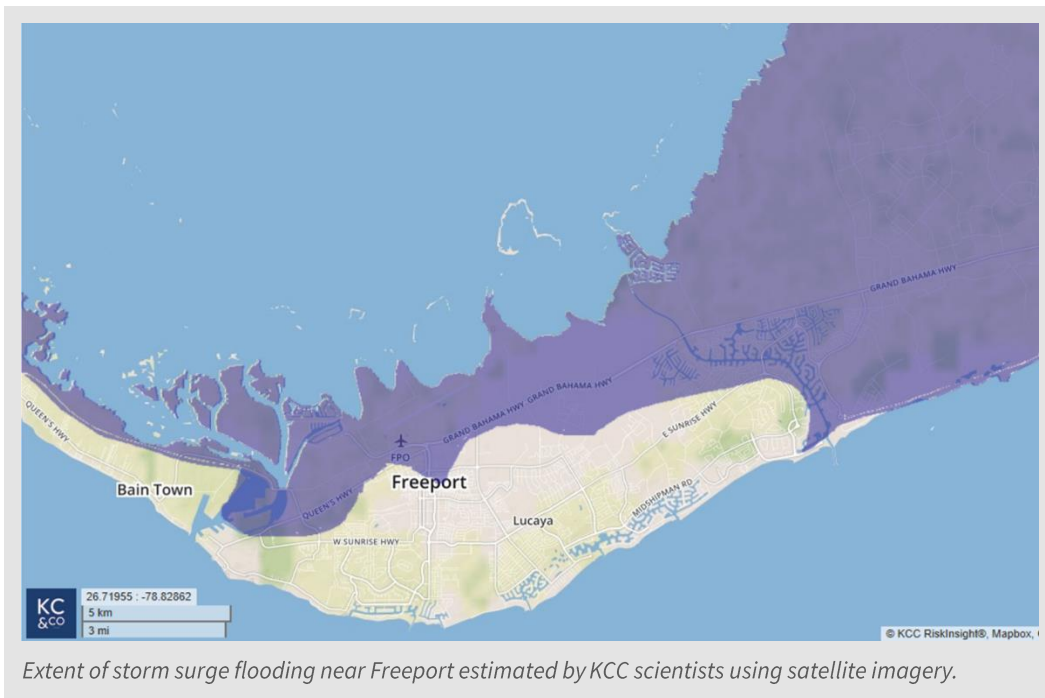 GRAND BAHAMA HWY
GRAND BAHAMA HWY
GRAND BAHAMA HWY
QUEEN'S HWY
E SUNRISE HWY
FPO
Freeport
Bain Town
QUEEN'S HWY
MIDSHIPMAN RD
Lucaya
W SUNRISE HWY
KC
&CO
26.71955 : -78.82862
5 km
3 mi
© KCC RiskInsight®, Mapbox,
Extent of storm surge flooding near Freeport estimated by KCC scientists using satellite imagery.